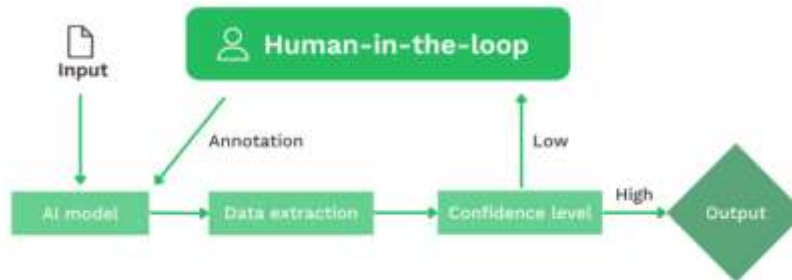 Human-in-the-loop
Input
Annotation
Low
AI model
Data extraction
Confidence level
High
Output